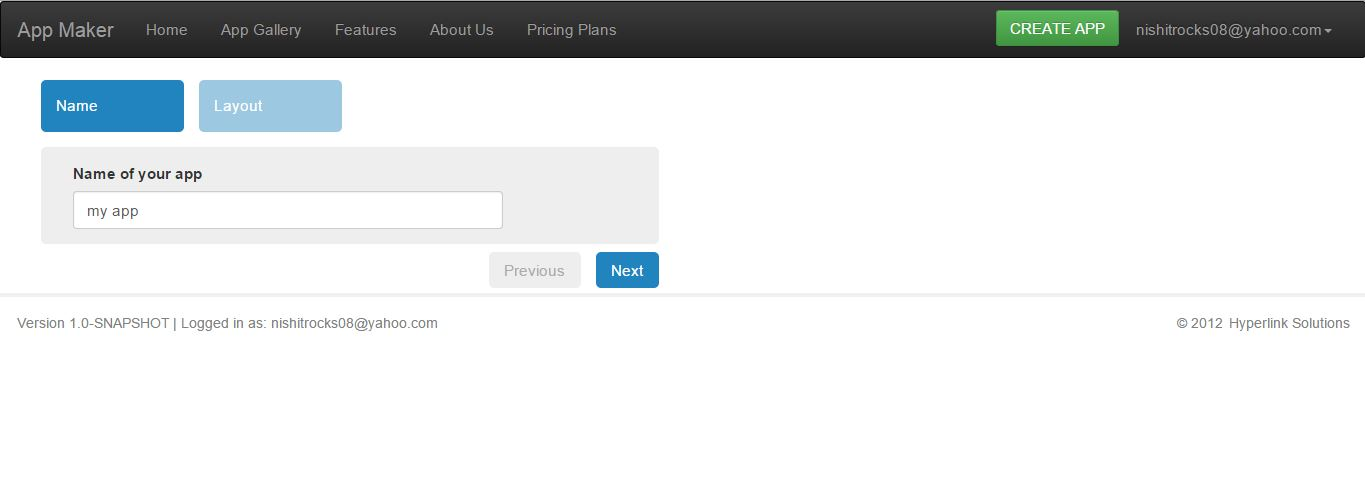 App Maker Home App Gallery Features About Us Pricing Plans CREATE APP nishitrocks08@yahoo.com
Name Layout
Name of your app
my app
Previous Next
Version 1.0-SNAPSHOT | Logged in as: nishitrocks08@yahoo.com © 2012 Hyperlink Solutions